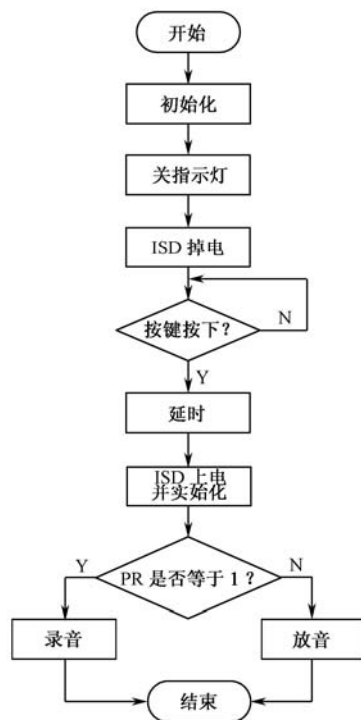 开始
初始化
关指示灯
ISD 掉电
按键按下?
N
Y
延时
ISD 上电
并实始化
PR 是否等于 1?
Y
N
录音
放音
结束